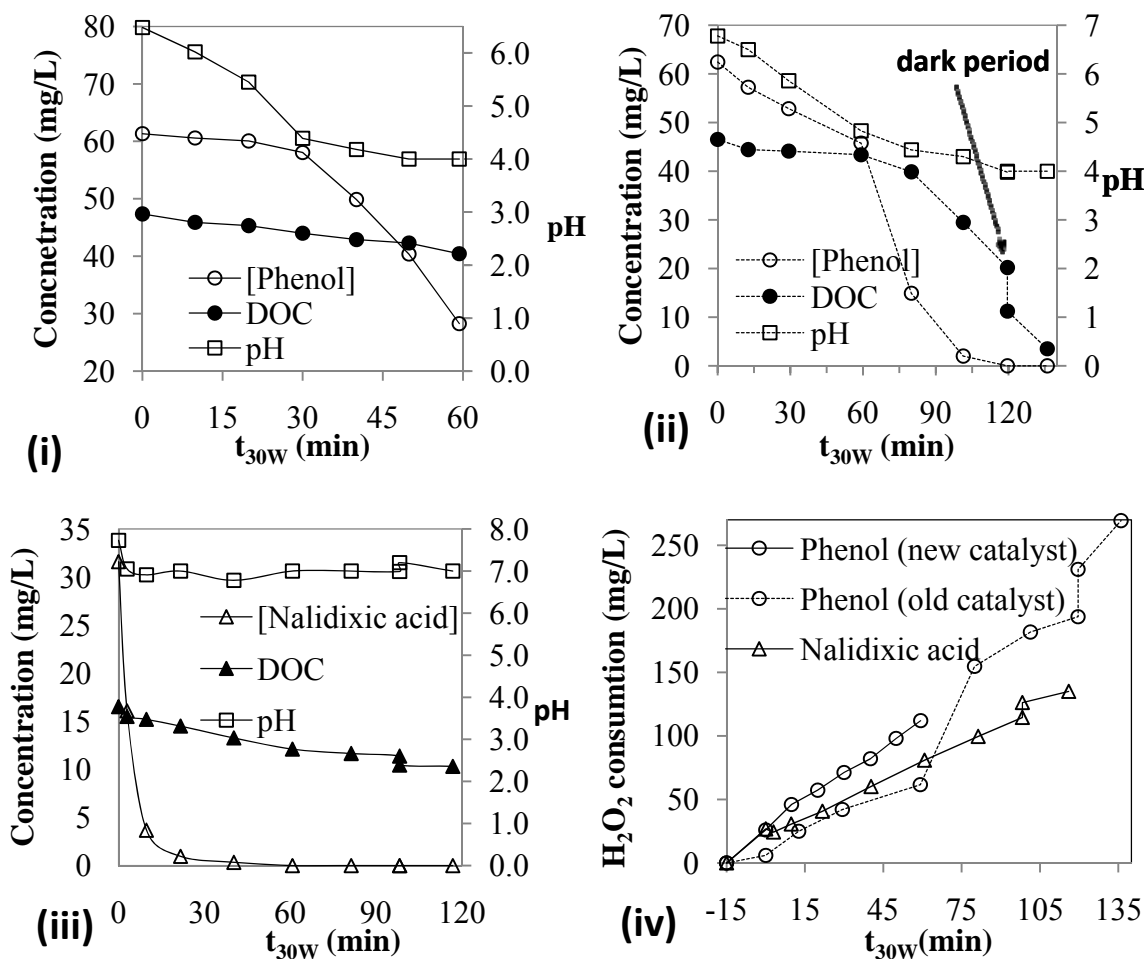 80
70
60
50
40
30
20
Concnetration (mg/L)
6.0
5.0
4.0
3.0
2.0
1.0
0.0
pH
[Phenol]
DOC
pH
0 15 30 45 60
t30W (min)
(i)
70
60
50
40
30
20
10
0
Concentration (mg/L)
7
6
5
4
3
2
1
0
pH
dark period
[Phenol]
DOC
pH
0 30 60 90 120
t30W (min)
(ii)
35
30
25
20
15
10
5
0
Concentration (mg/L)
8.0
7.0
6.0
5.0
4.0
3.0
2.0
1.0
0.0
pH
[Nalidixic acid]
DOC
pH
0 30 60 90 120
t30W (min)
(iii)
250
200
150
100
50
0
H2O2 consumtion (mg/L)
Phenol (new catalyst)
Phenol (old catalyst)
Nalidixic acid
-15 15 45 75 105 135
t30W(min)
(iv)